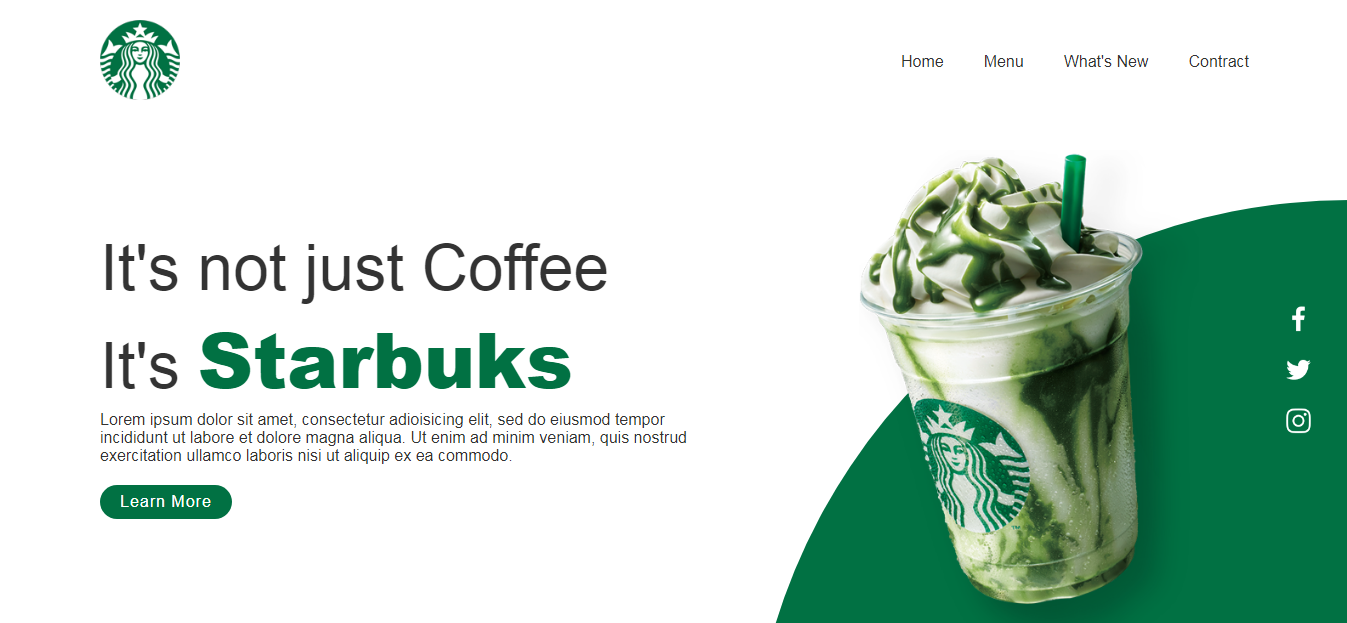 Home Menu What's New Contract
It's not just Coffee
It's Starbuks
Lorem ipsum dolor sit amet, consectetur adioisicing elit, sed do eiusmod tempor
incididunt ut labore et dolore magna aliqua. Ut enim ad minim veniam, quis nostrud
exercitation ullamco laboris nisi ut aliquip ex ea commodo.
Learn More